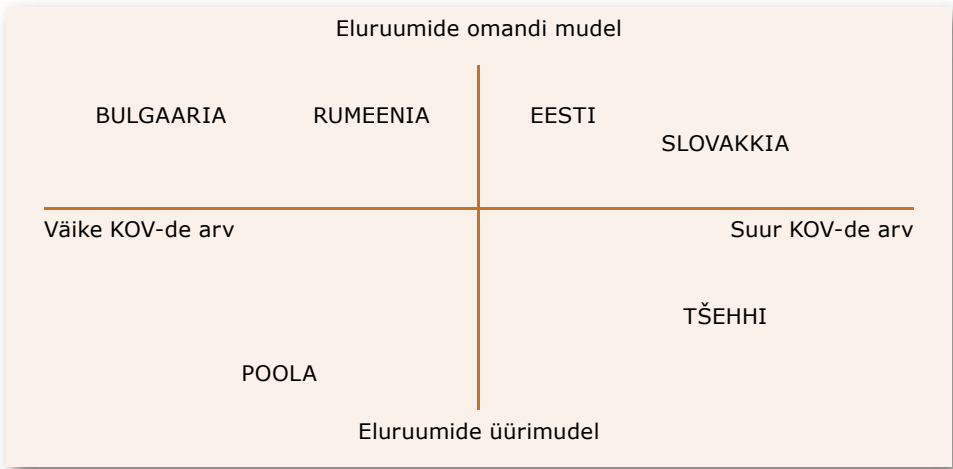 Eluruumide omandi mudel
BULGAARIA RUMEENIA EESTI
SLOVAKKIA
Väike KOV-de arv Suur KOV-de arv
TŠEHHI
POOLA
Eluruumide üürimudel